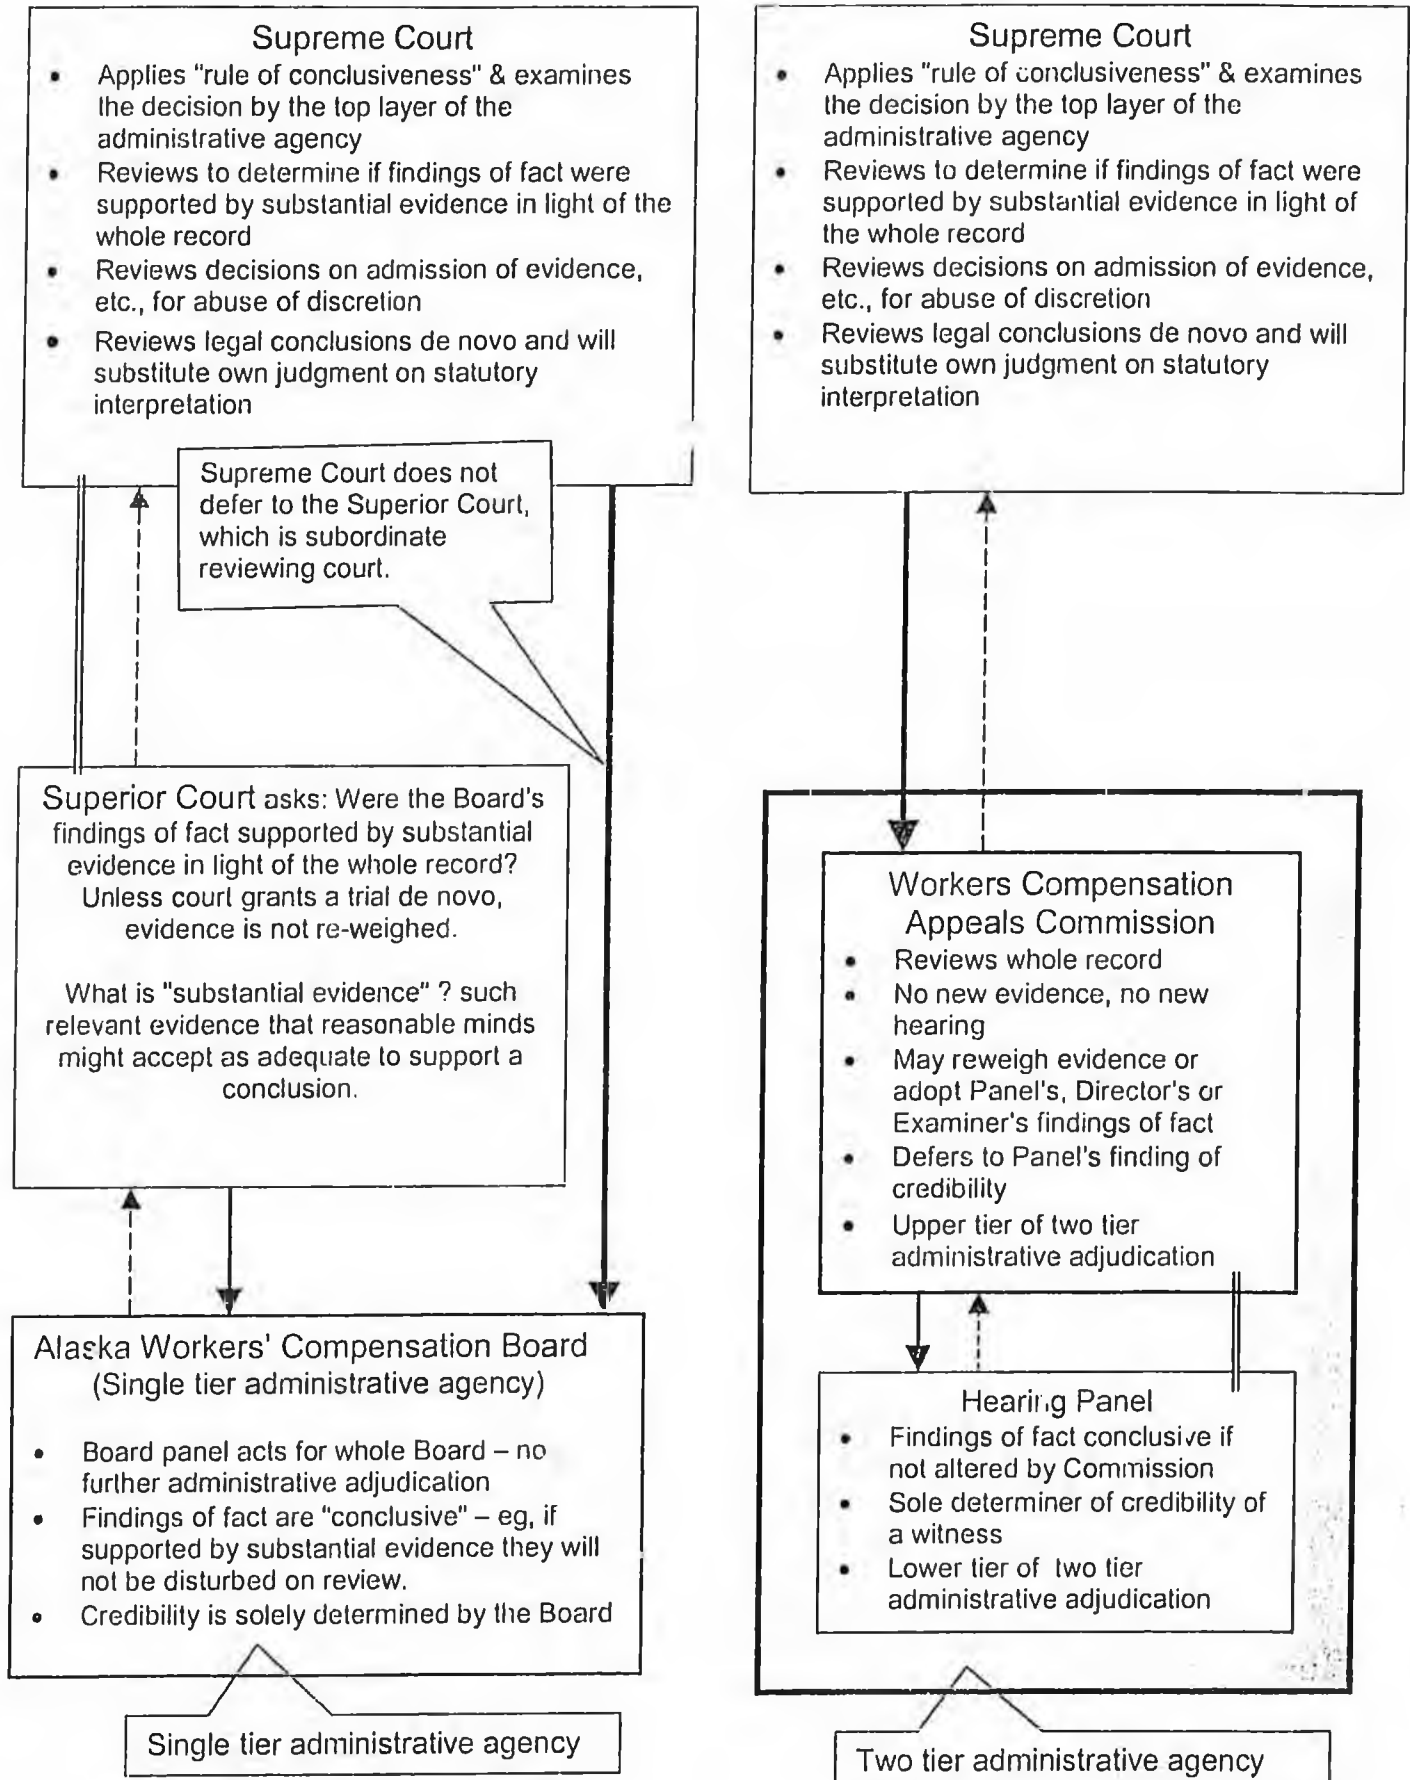 Supreme Court
• Applies "rule of conclusiveness" & examines
the decision by the top layer of the
administrative agency
• Reviews to determine if findings of fact were
supported by substantial evidence in light of the
whole record
• Reviews decisions on admission of evidence,
etc., for abuse of discretion
• Reviews legal conclusions de novo and will
substitute own judgment on statutory
interpretation
Supreme Court does not
defer to the Superior Court,
which is subordinate
reviewing court.
Superior Court asks: Were the Board's
findings of fact supported by substantial
evidence in light of the whole record?
Unless court grants a trial de novo,
evidence is not re-weighed.
What is "substantial evidence" ? such
relevant evidence that reasonable minds
might accept as adequate to support a
conclusion.
Alaska Workers' Compensation Board
(Single tier administrative agency)
• Board panel acts for whole Board – no
further administrative adjudication
• Findings of fact are "conclusive" – eg, if
supported by substantial evidence they will
not be disturbed on review.
• Credibility is solely determined by the Board
Single tier administrative agency
Supreme Court
• Applies "rule of conclusiveness" & examines
the decision by the top layer of the
administrative agency
• Reviews to determine if findings of fact were
supported by substantial evidence in light of
the whole record
• Reviews decisions on admission of evidence,
etc., for abuse of discretion
• Reviews legal conclusions de novo and will
substitute own judgment on statutory
interpretation
Workers Compensation
Appeals Commission
• Reviews whole record
• No new evidence, no new
hearing
• May reweigh evidence or
adopt Panel's, Director's or
Examiner's findings of fact
• Defers to Panel's finding of
credibility
• Upper tier of two tier
administrative adjudication
Hearing Panel
• Findings of fact conclusive if
not altered by Commission
• Sole determiner of credibility of
a witness
• Lower tier of two tier
administrative adjudication
Two tier administrative agency